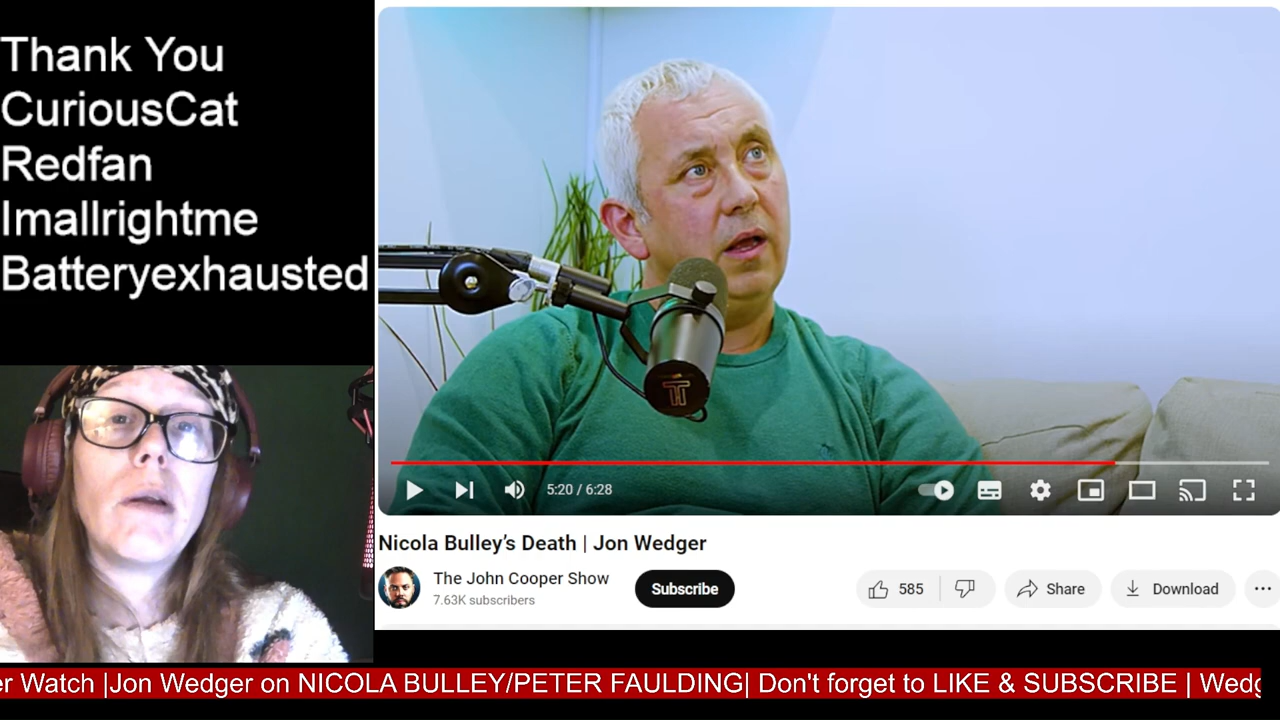 Thank You
CuriousCat
Redfan
Imallrightme
Batteryexhausted
5:20 / 6:28
Nicola Bulley's Death | Jon Wedger
The John Cooper Show
7.63K subscribers
Subscribe
585
Share
Download
er Watch |Jon Wedger on NICOLA BULLEY/PETER FAULDING| Don't forget to LIKE & SUBSCRIBE | Wedg